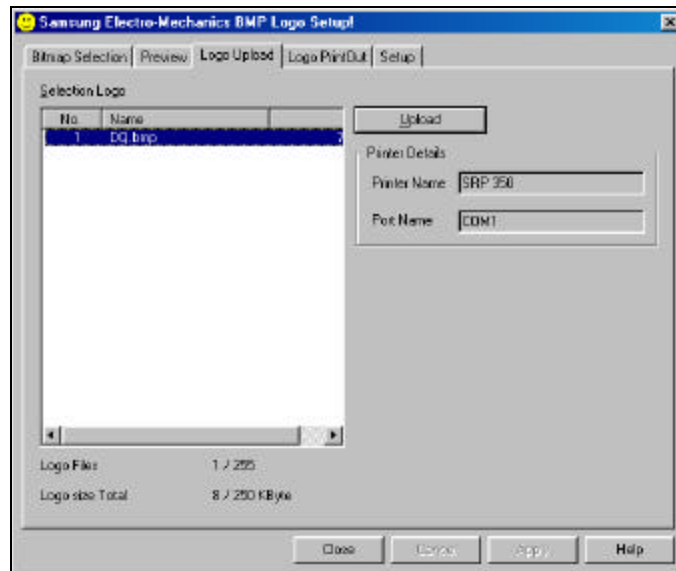 Samsung Electro-Mechanics BMP Logo Setup!
Bitmap Selection Preview Logo Upload Logo PrintOut Setup
Selection Logo
No. Name
1 DQ.bmp
Upload
Printer Details
Printer Name SRP 350
Port Name COM1
Logo Files 1 / 255
Logo size Total 8 / 250 KByte
Close Cancel Apply Help